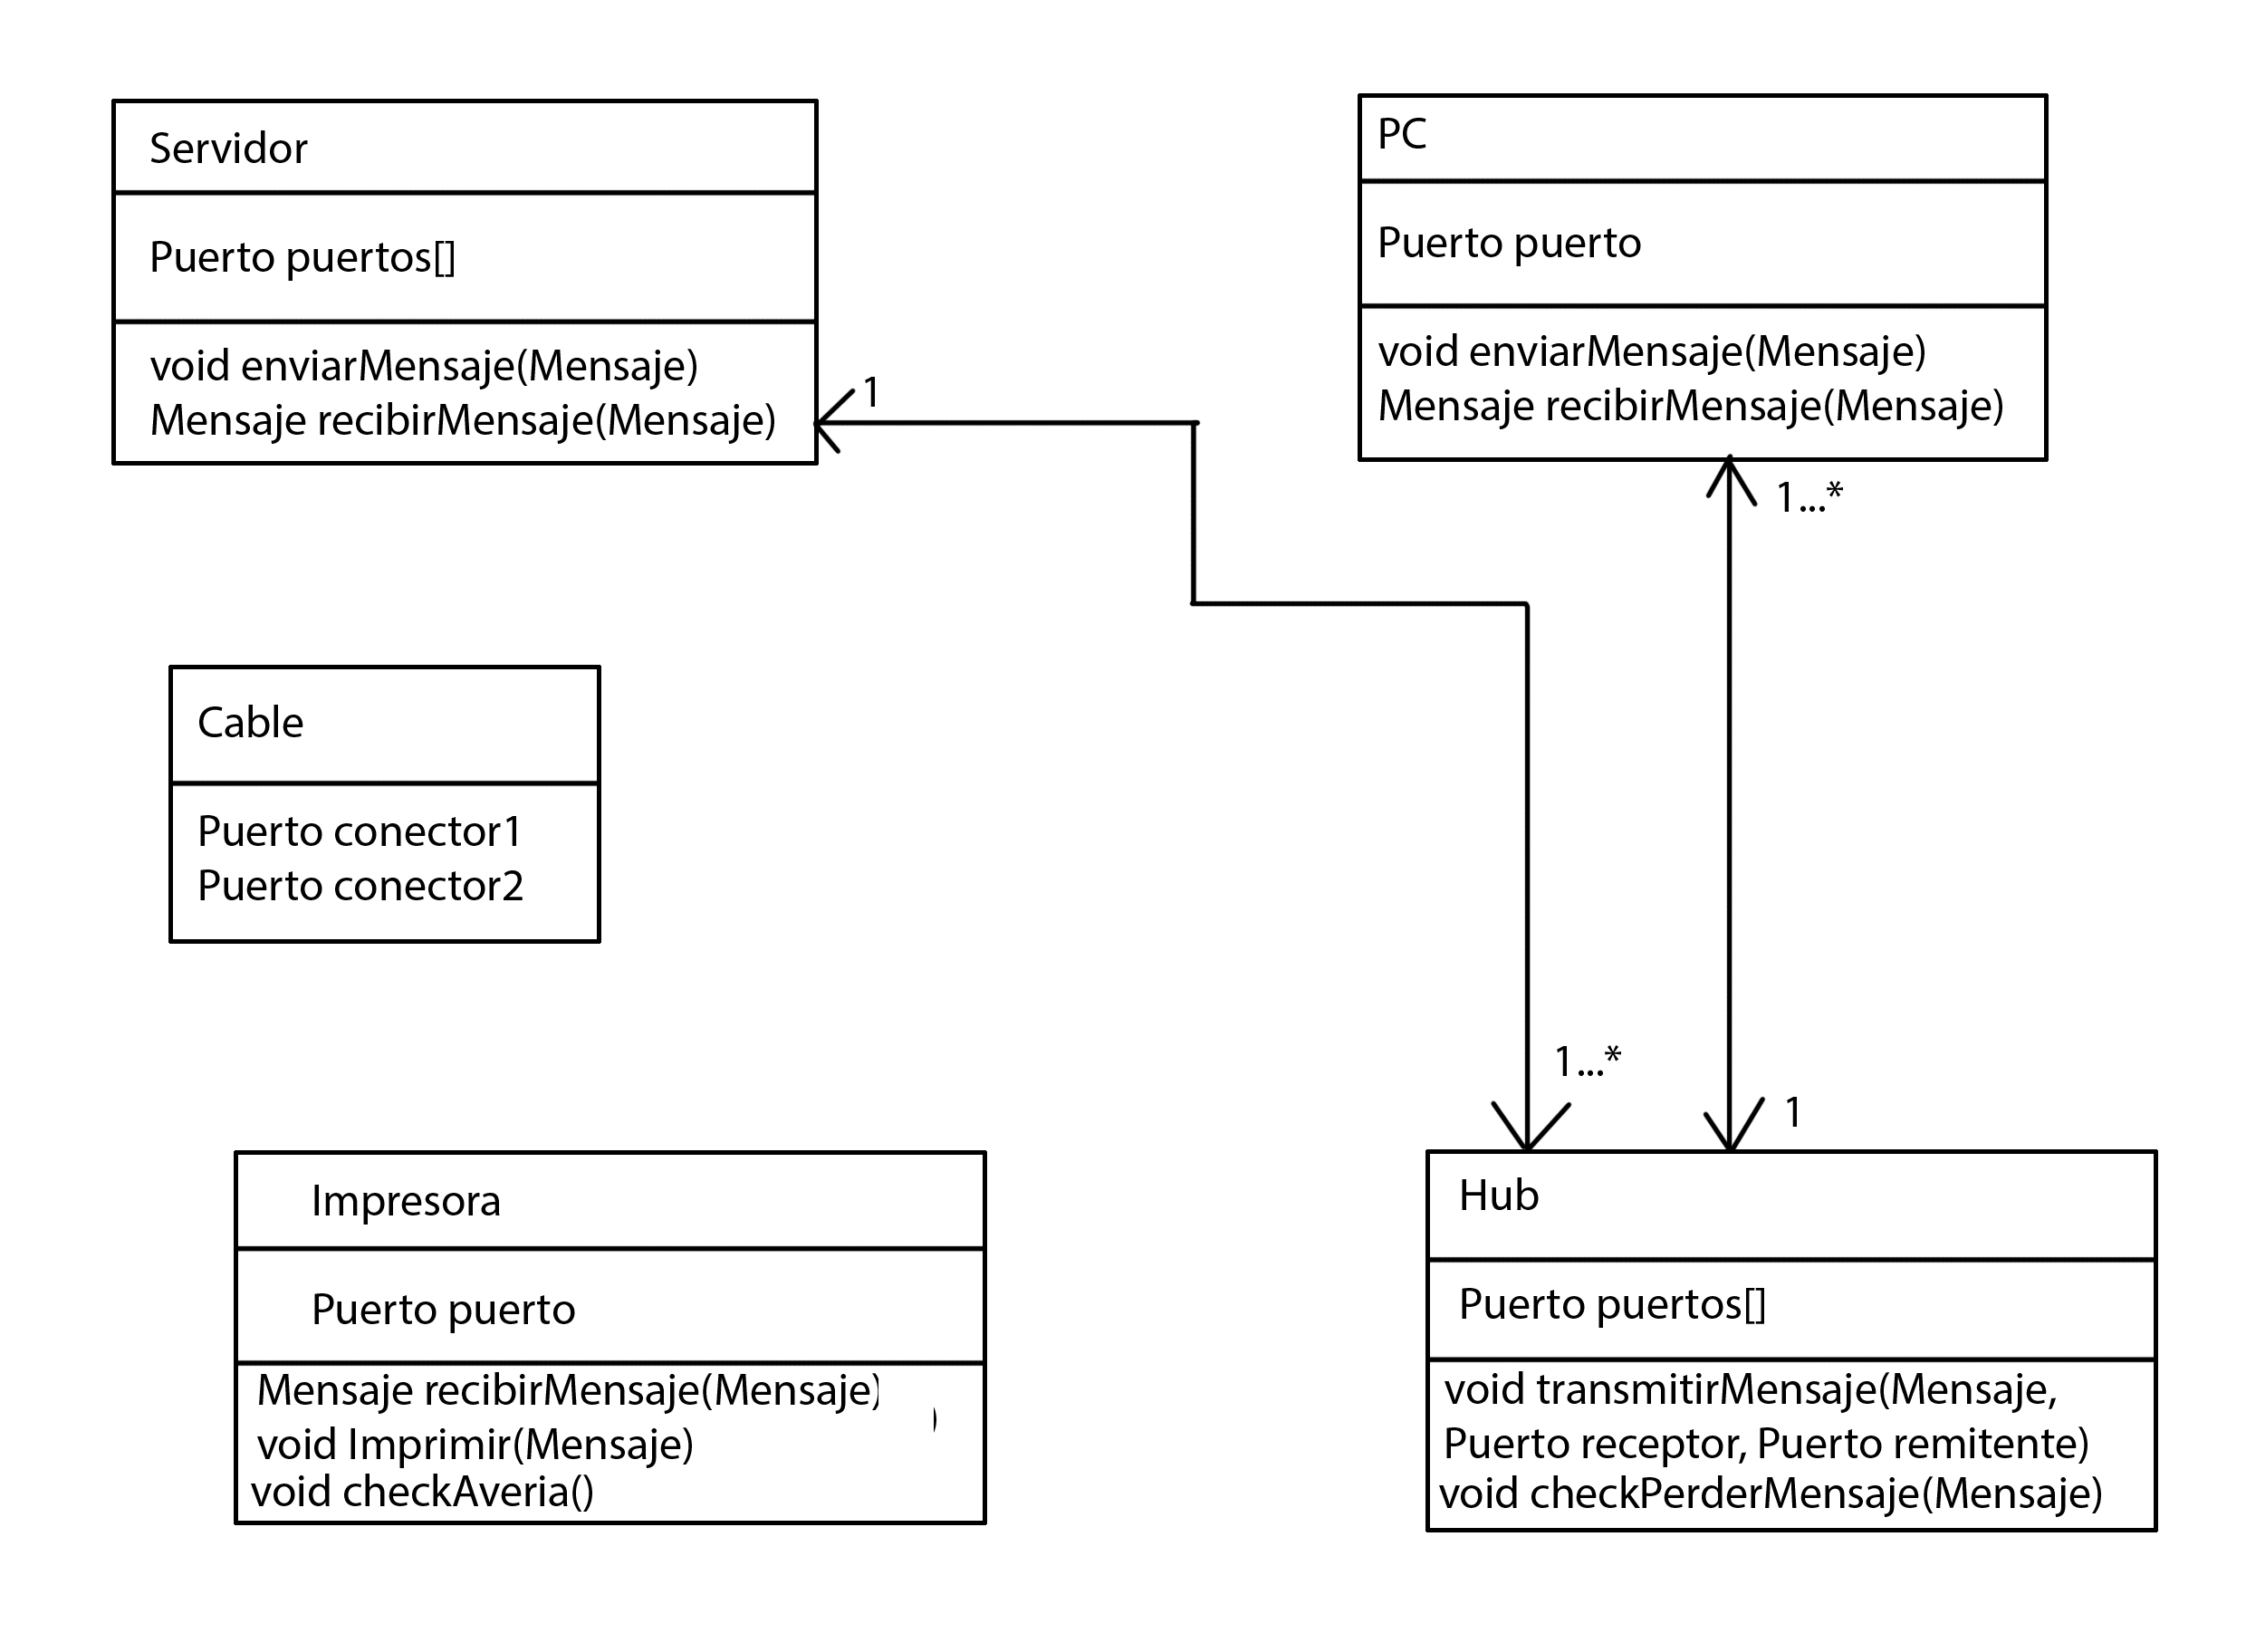 Servidor
Puerto puertos[]
void enviarMensaje(Mensaje)
Mensaje recibirMensaje(Mensaje)
1
PC
Puerto puerto
void enviarMensaje(Mensaje)
Mensaje recibirMensaje(Mensaje)
1...*
Cable
Puerto conector1
Puerto conector2
1...*
1
Impresora
Puerto puerto
Mensaje recibirMensaje(Mensaje)
)
void Imprimir(Mensaje)
void checkAveria()
Hub
Puerto puertos[]
void transmitirMensaje(Mensaje,
Puerto receptor, Puerto remitente)
void checkPerderMensaje(Mensaje)